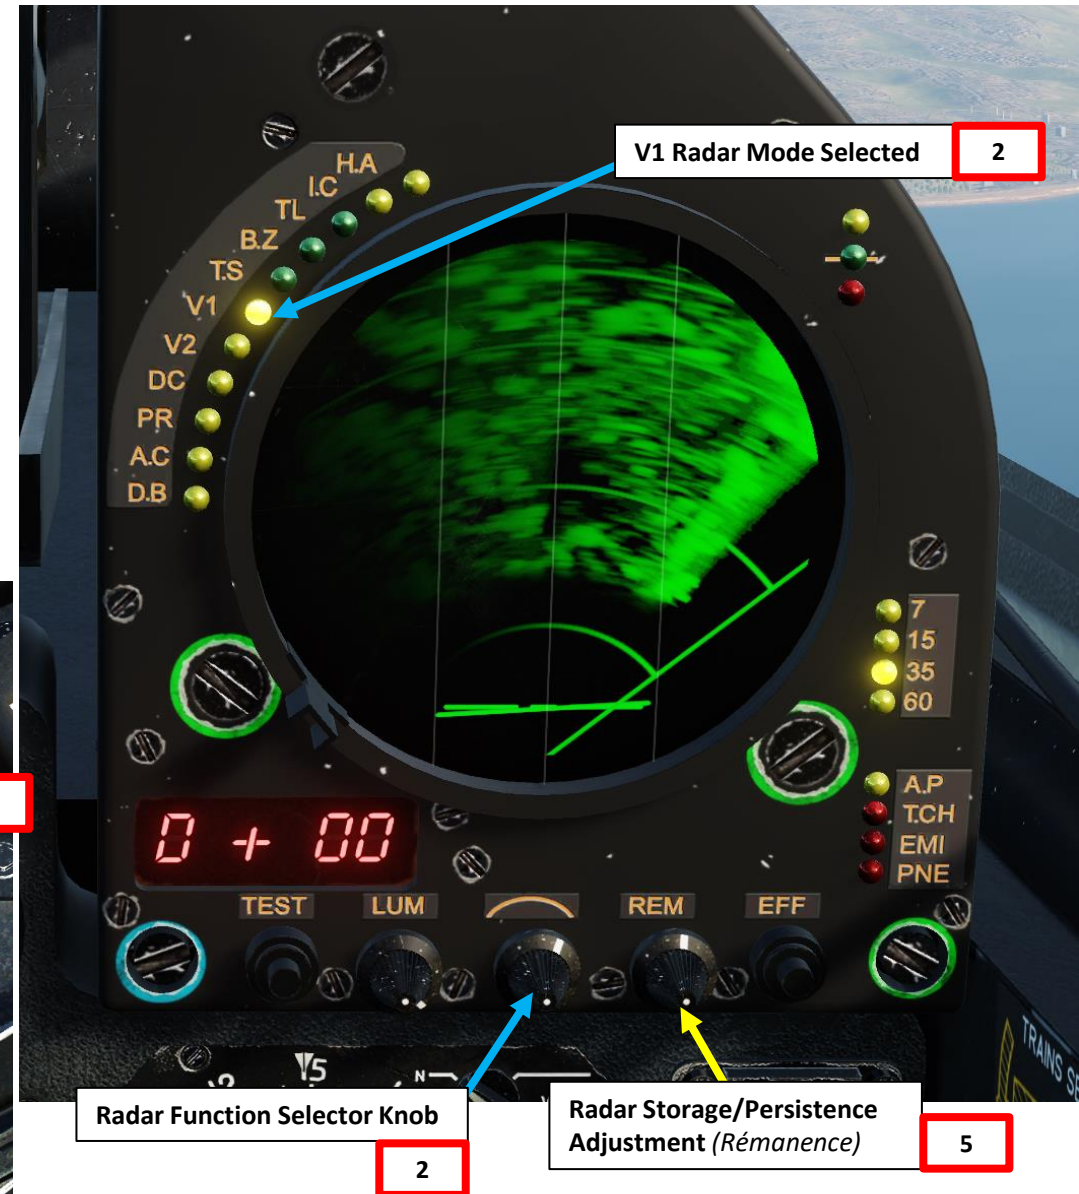 V1 Radar Mode Selected
2
H.A
I.C
TL
B.Z
T.S
V1
V2
DC
PR
A.C
D.B
7
15
35
60
A.P
T.CH
EMI
PNE
0 + 00
TEST LUM REM EFF
N
TRAINS
Radar Function Selector Knob
2
Radar Storage/Persistence
Adjustment (Rémanence)
5